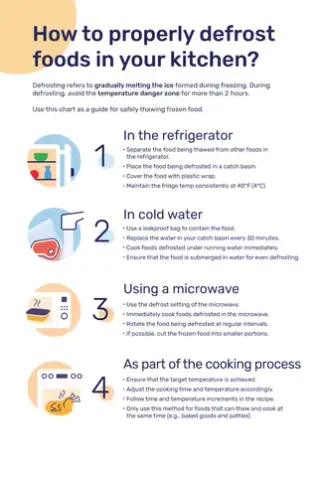 How to properly defrost
foods in your kitchen?
Defrosting refers to gradually melting the ice formed during freezing. During
defrosting, avoid the temperature danger zone for more than 2 hours.
Use this chart as a guide for safely thawing frozen food.
1
In the refrigerator
• Separate the food being thawed from other foods in
the refrigerator.
• Place the food being defrosted in a catch basin.
• Cover the food with plastic wrap.
• Maintain the fridge temp consistently at 40°F (4°C).
2
In cold water
• Use a leakproof bag to contain the food.
• Replace the water in your catch basin every 30 minutes.
• Cook foods defrosted under running water immediately.
• Ensure that the food is submerged in water for even defrosting.
3
Using a microwave
• Use the defrost setting of the microwave.
• Immediately cook foods defrosted in the microwave.
• Rotate the food being defrosted at regular intervals.
• If possible, cut the frozen food into smaller portions.
4
As part of the cooking process
• Ensure that the target temperature is achieved.
• Adjust the cooking time and temperature accordingly.
• Follow time and temperature increments in the recipe.
• Only use this method for foods that can thaw and cook at
the same time (e.g., baked goods and patties)